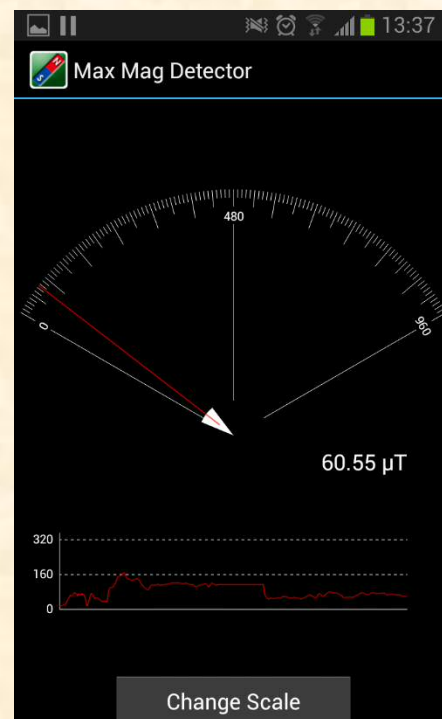 13:37
N
S
Max Mag Detector
480
0
960
60.55 µT
320
160
0
Change Scale